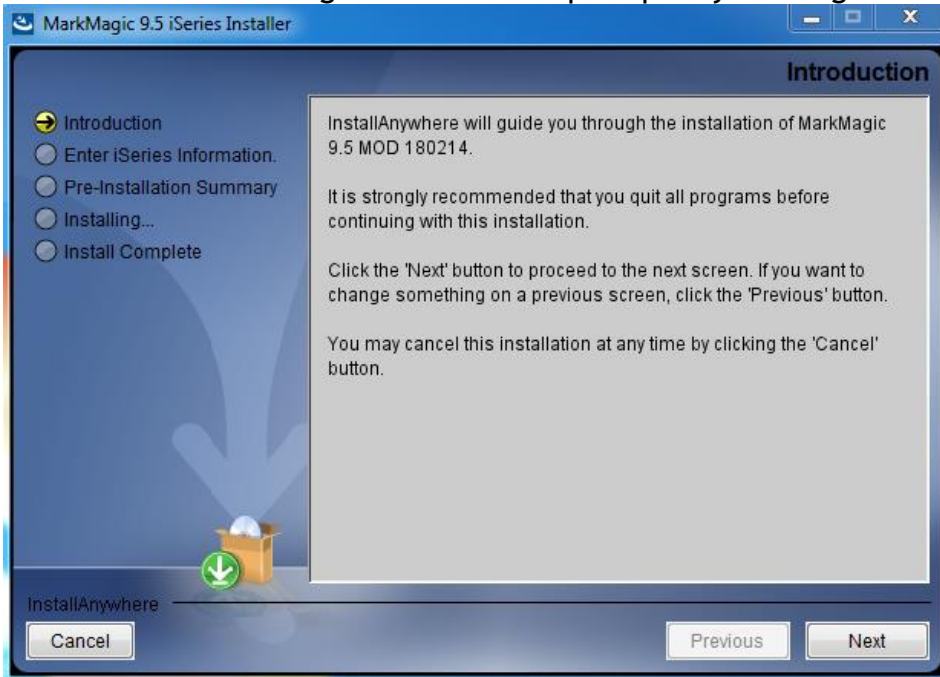 MarkMagic 9.5 iSeries Installer
Introduction
Introduction
Enter iSeries Information.
Pre-Installation Summary
Installing...
Install Complete
InstallAnywhere will guide you through the installation of MarkMagic
9.5 MOD 180214.
It is strongly recommended that you quit all programs before
continuing with this installation.
Click the 'Next' button to proceed to the next screen. If you want to
change something on a previous screen, click the 'Previous' button.
You may cancel this installation at any time by clicking the 'Cancel'
button.
InstallAnywhere
Cancel
Previous
Next